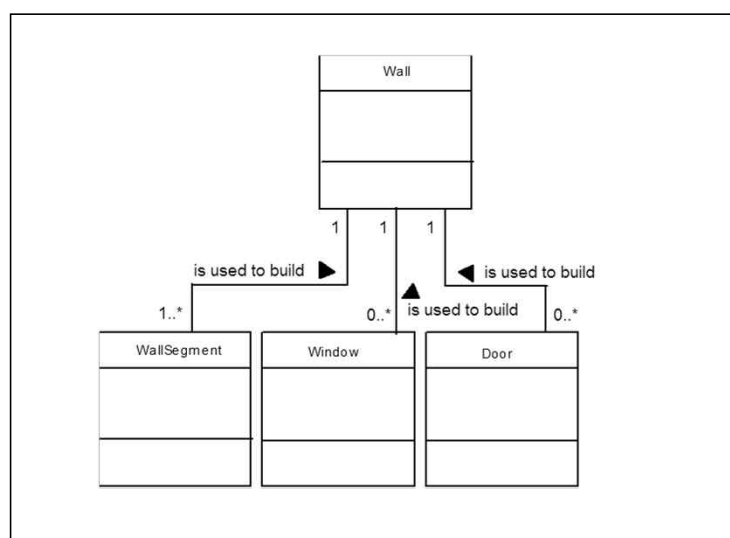 Wall
1 1 1
is used to build
is used to build
is used to build
1..* 0..* 0..*
WallSegment Window Door